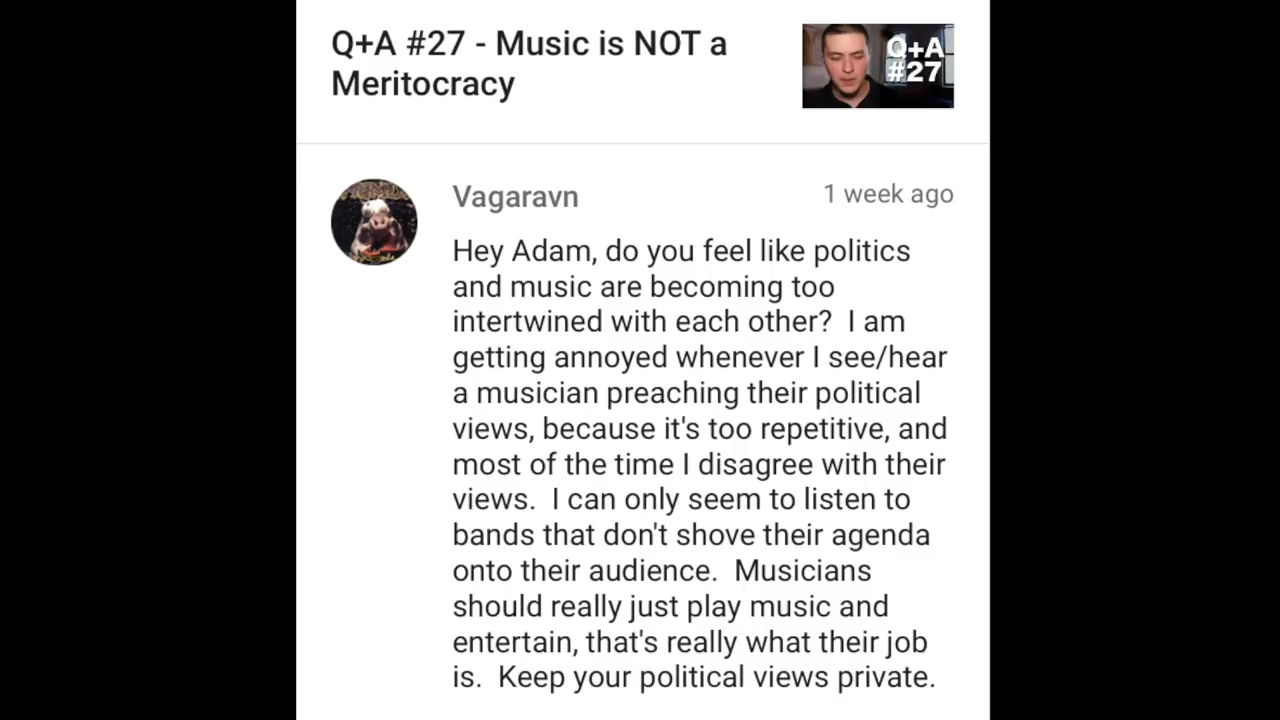 Q+A #27 - Music is NOT a
Meritocracy
Q+A
#27
Vagaravn
1 week ago
Hey Adam, do you feel like politics
and music are becoming too
intertwined with each other?  I am
getting annoyed whenever I see/hear
a musician preaching their political
views, because it's too repetitive, and
most of the time I disagree with their
views.  I can only seem to listen to
bands that don't shove their agenda
onto their audience.  Musicians
should really just play music and
entertain, that's really what their job
is.  Keep your political views private.